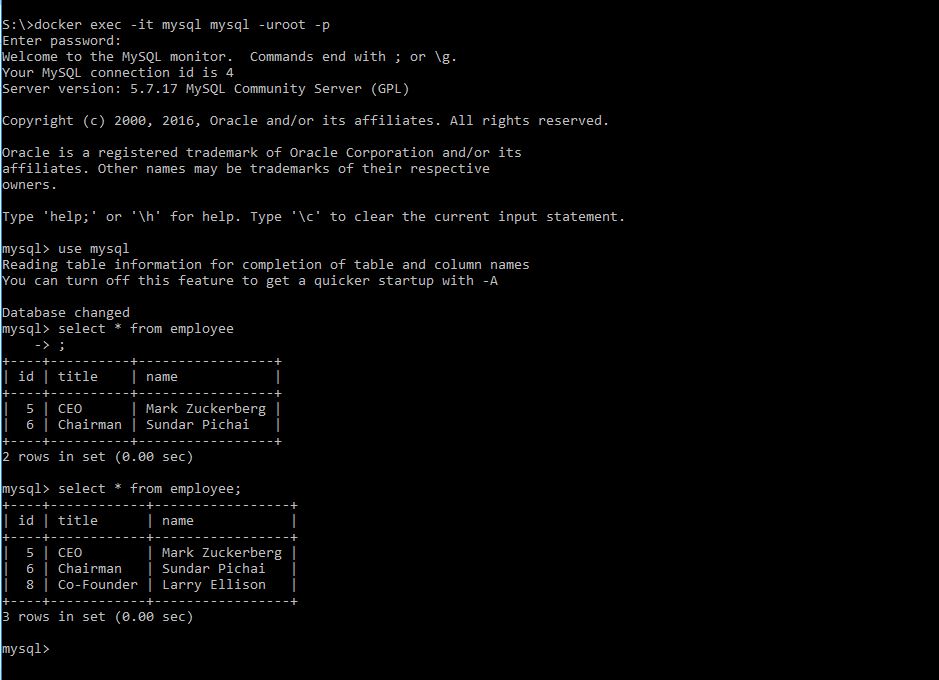 S:\>docker exec -it mysql mysql -uroot -p
Enter password:
Welcome to the MySQL monitor.  Commands end with ; or \g.
Your MySQL connection id is 4
Server version: 5.7.17 MySQL Community Server (GPL)
Copyright (c) 2000, 2016, Oracle and/or its affiliates. All rights reserved.
Oracle is a registered trademark of Oracle Corporation and/or its
affiliates. Other names may be trademarks of their respective
owners.
Type 'help;' or '\h' for help. Type '\c' to clear the current input statement.
mysql> use mysql
Reading table information for completion of table and column names
You can turn off this feature to get a quicker startup with -A
Database changed
mysql> select * from employee
    -> ;
+----+----------+-----------------+
| id | title    | name            |
+----+----------+-----------------+
|  5 | CEO      | Mark Zuckerberg |
|  6 | Chairman | Sundar Pichai   |
+----+----------+-----------------+
2 rows in set (0.00 sec)
mysql> select * from employee;
+----+------------+-----------------+
| id | title      | name            |
+----+------------+-----------------+
|  5 | CEO        | Mark Zuckerberg |
|  6 | Chairman   | Sundar Pichai   |
|  8 | Co-Founder | Larry Ellison   |
+----+------------+-----------------+
3 rows in set (0.00 sec)
mysql>